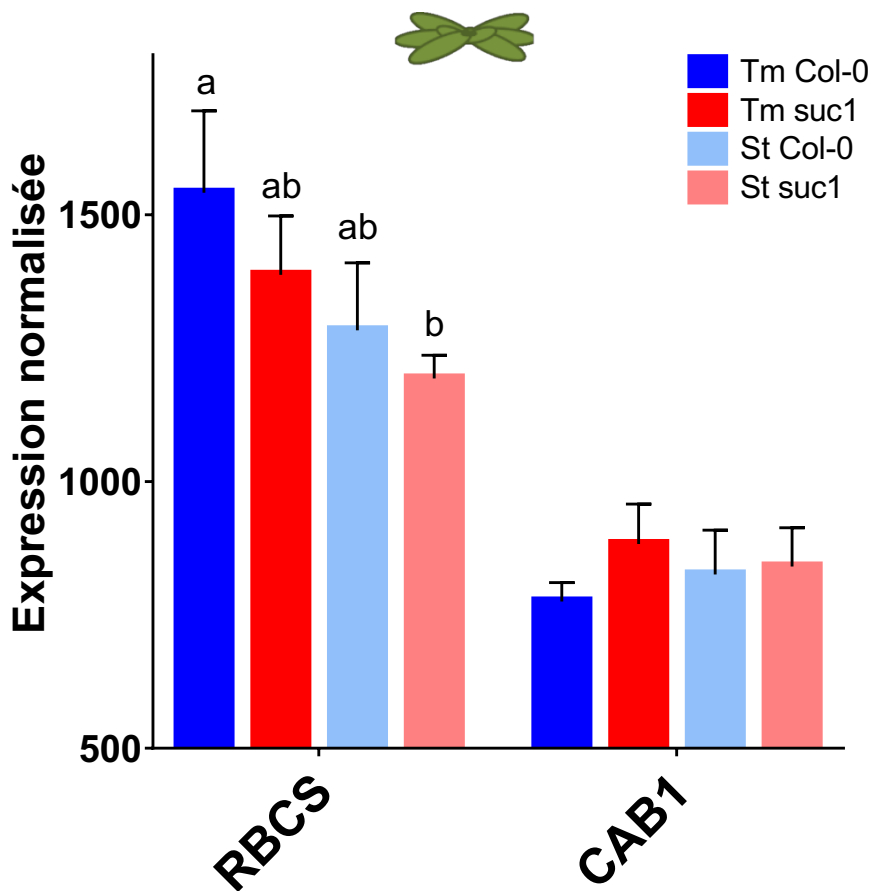 Tm Col-0
Tm suc1
St Col-0
St suc1
Expression normalisée
1500
1000
500
a
ab
ab
b
RBCS
CAB1